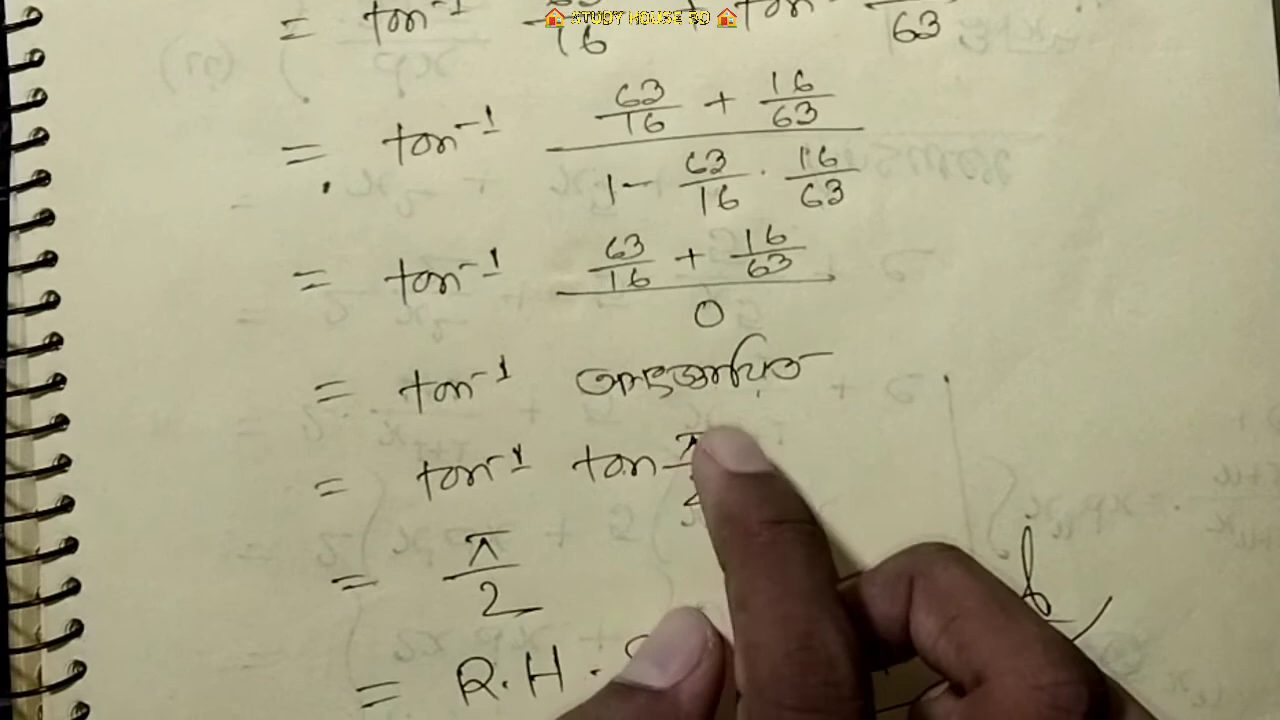 🏠 STUDY HOUSE BD 🏠
= tan⁻¹ 63/16 + tan⁻¹ 16/63
= tan⁻¹ (63/16 + 16/63) / (1 - 63/16 · 16/63)
= tan⁻¹ (63/16 + 16/63) / 0
= tan⁻¹ অসংজ্ঞায়িত
= tan⁻¹ tan π/2
= π/2
= R.H.